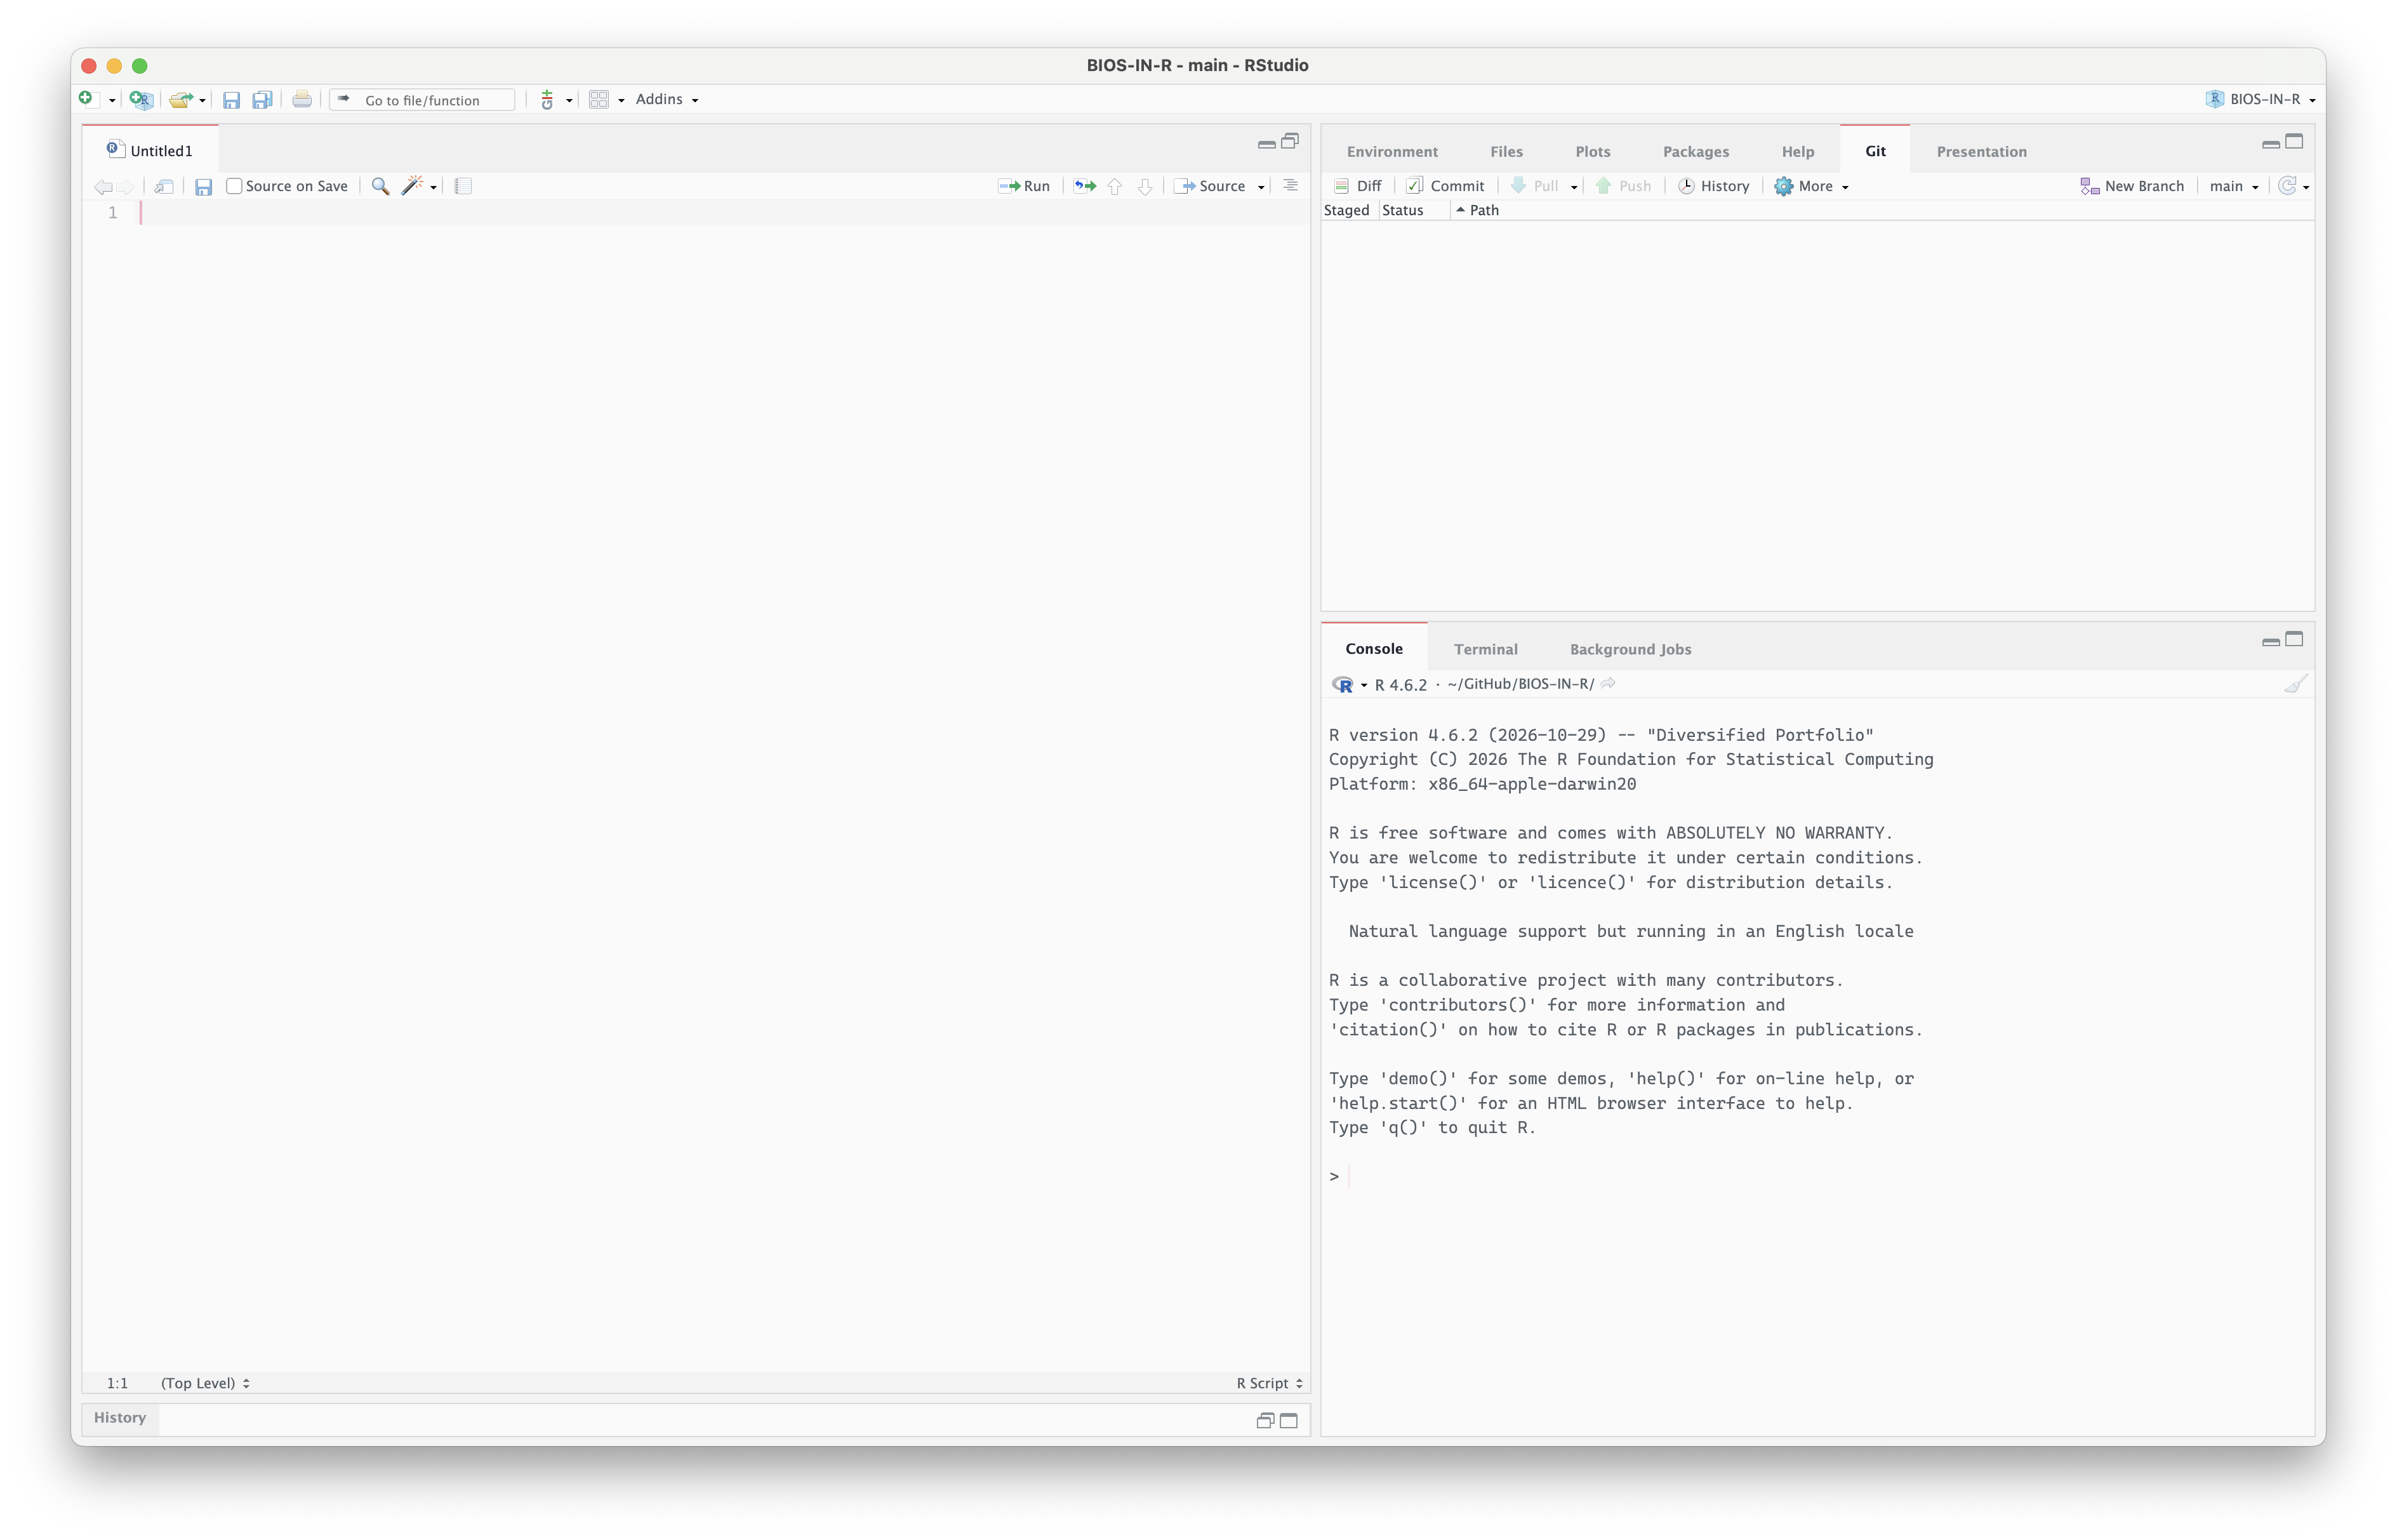 BIOS-IN-R - main - RStudio
Go to file/function
Addins
BIOS-IN-R
Untitled1
Source on Save
Run
Source
1
1:1 (Top Level)
R Script
History
Environment Files Plots Packages Help Git Presentation
Diff Commit Pull Push History More New Branch main
Staged Status Path
Console Terminal Background Jobs
R 4.6.2 · ~/GitHub/BIOS-IN-R/
R version 4.6.2 (2026-10-29) -- "Diversified Portfolio"
Copyright (C) 2026 The R Foundation for Statistical Computing
Platform: x86_64-apple-darwin20
R is free software and comes with ABSOLUTELY NO WARRANTY.
You are welcome to redistribute it under certain conditions.
Type 'license()' or 'licence()' for distribution details.
Natural language support but running in an English locale
R is a collaborative project with many contributors.
Type 'contributors()' for more information and
'citation()' on how to cite R or R packages in publications.
Type 'demo()' for some demos, 'help()' for on-line help, or
'help.start()' for an HTML browser interface to help.
Type 'q()' to quit R.
>